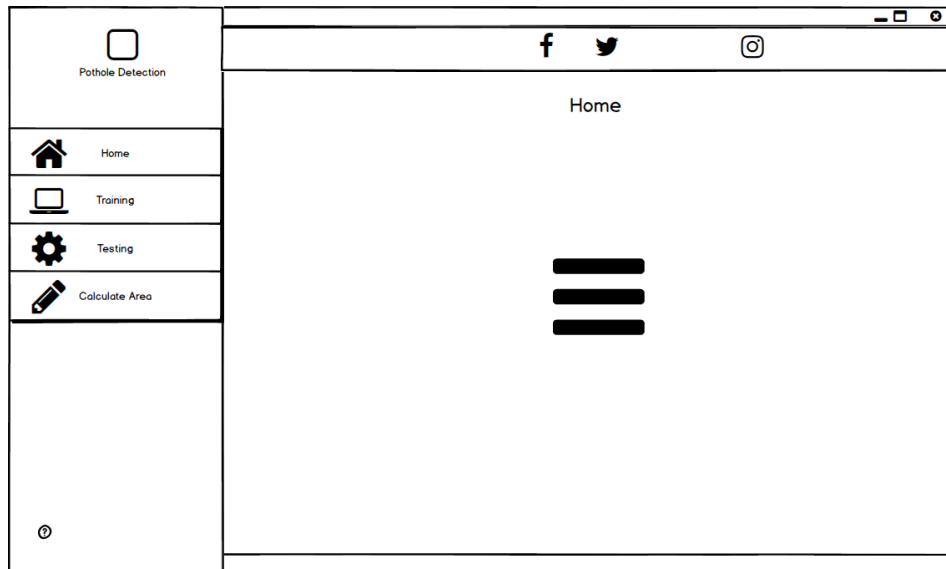 Pothole Detection
Home
Home
Training
Testing
Calculate Area